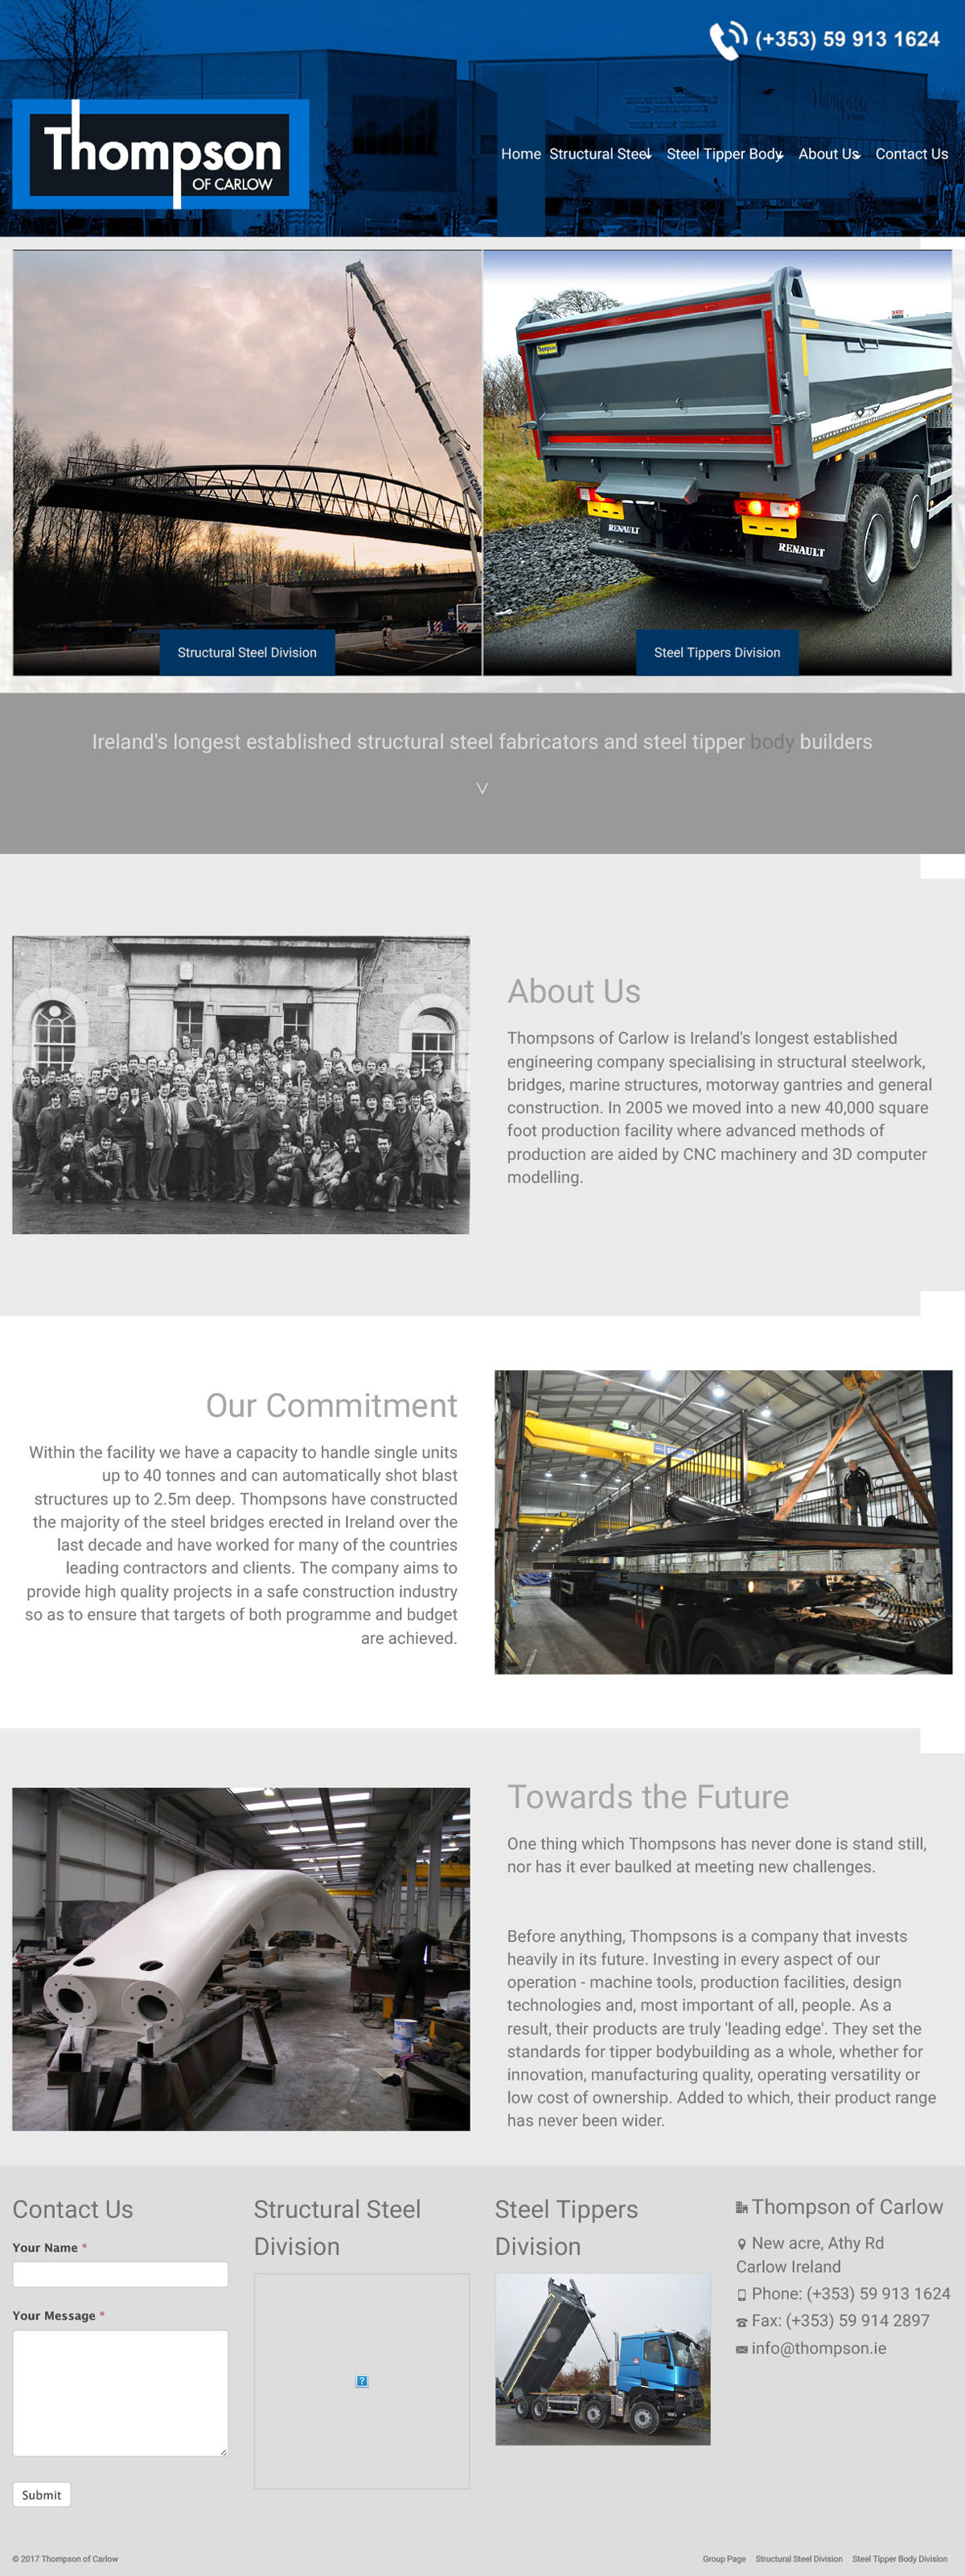 (+353) 59 913 1624
Thompson
OF CARLOW
Home Structural Steel Steel Tipper Body About Us Contact Us
Thompson
RENAULT
RENAULT
Structural Steel Division
Steel Tippers Division
Ireland's longest established structural steel fabricators and steel tipper body builders
About Us
Thompsons of Carlow is Ireland's longest established
engineering company specialising in structural steelwork,
bridges, marine structures, motorway gantries and general
construction. In 2005 we moved into a new 40,000 square
foot production facility where advanced methods of
production are aided by CNC machinery and 3D computer
modelling.
Our Commitment
Within the facility we have a capacity to handle single units
up to 40 tonnes and can automatically shot blast
structures up to 2.5m deep. Thompsons have constructed
the majority of the steel bridges erected in Ireland over the
last decade and have worked for many of the countries
leading contractors and clients. The company aims to
provide high quality projects in a safe construction industry
so as to ensure that targets of both programme and budget
are achieved.
Towards the Future
One thing which Thompsons has never done is stand still,
nor has it ever baulked at meeting new challenges.
Before anything, Thompsons is a company that invests
heavily in its future. Investing in every aspect of our
operation - machine tools, production facilities, design
technologies and, most important of all, people. As a
result, their products are truly 'leading edge'. They set the
standards for tipper bodybuilding as a whole, whether for
innovation, manufacturing quality, operating versatility or
low cost of ownership. Added to which, their product range
has never been wider.
Contact Us
Your Name *
Your Message *
Submit
Structural Steel
Division
?
Steel Tippers
Division
Thompson of Carlow
New acre, Athy Rd
Carlow Ireland
Phone: (+353) 59 913 1624
Fax: (+353) 59 914 2897
info@thompson.ie
© 2017 Thompson of Carlow
Group Page Structural Steel Division Steel Tipper Body Division